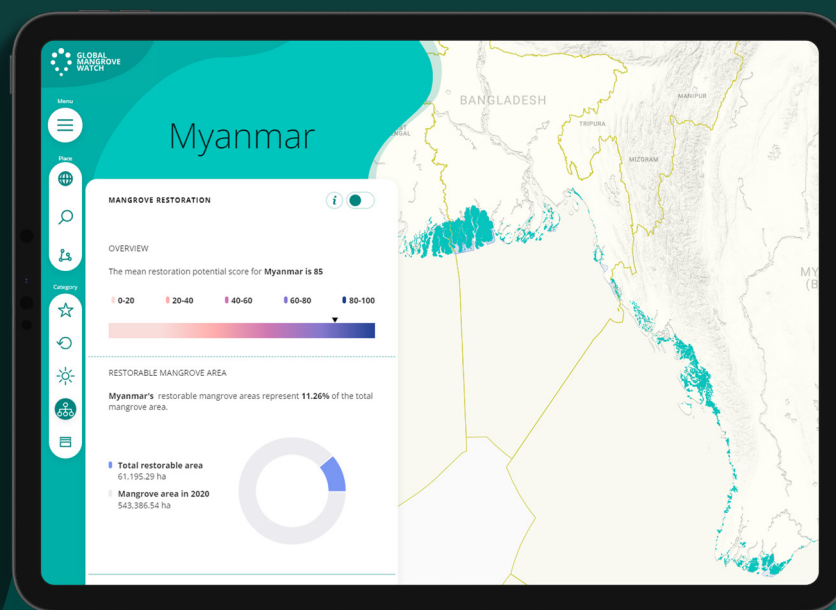 GLOBAL
MANGROVE
WATCH
Menu
Place
Category
Myanmar
MANGROVE RESTORATION
i
OVERVIEW
The mean restoration potential score for Myanmar is 85
0-20 20-40 40-60 60-80 80-100
RESTORABLE MANGROVE AREA
Myanmar's restorable mangrove areas represent 11.26% of the total
mangrove area.
Total restorable area
61,195.29 ha
Mangrove area in 2020
543,386.54 ha
BANGLADESH
NGAL
TRIPURA
MANIPUR
MIZORAM
MY
(B